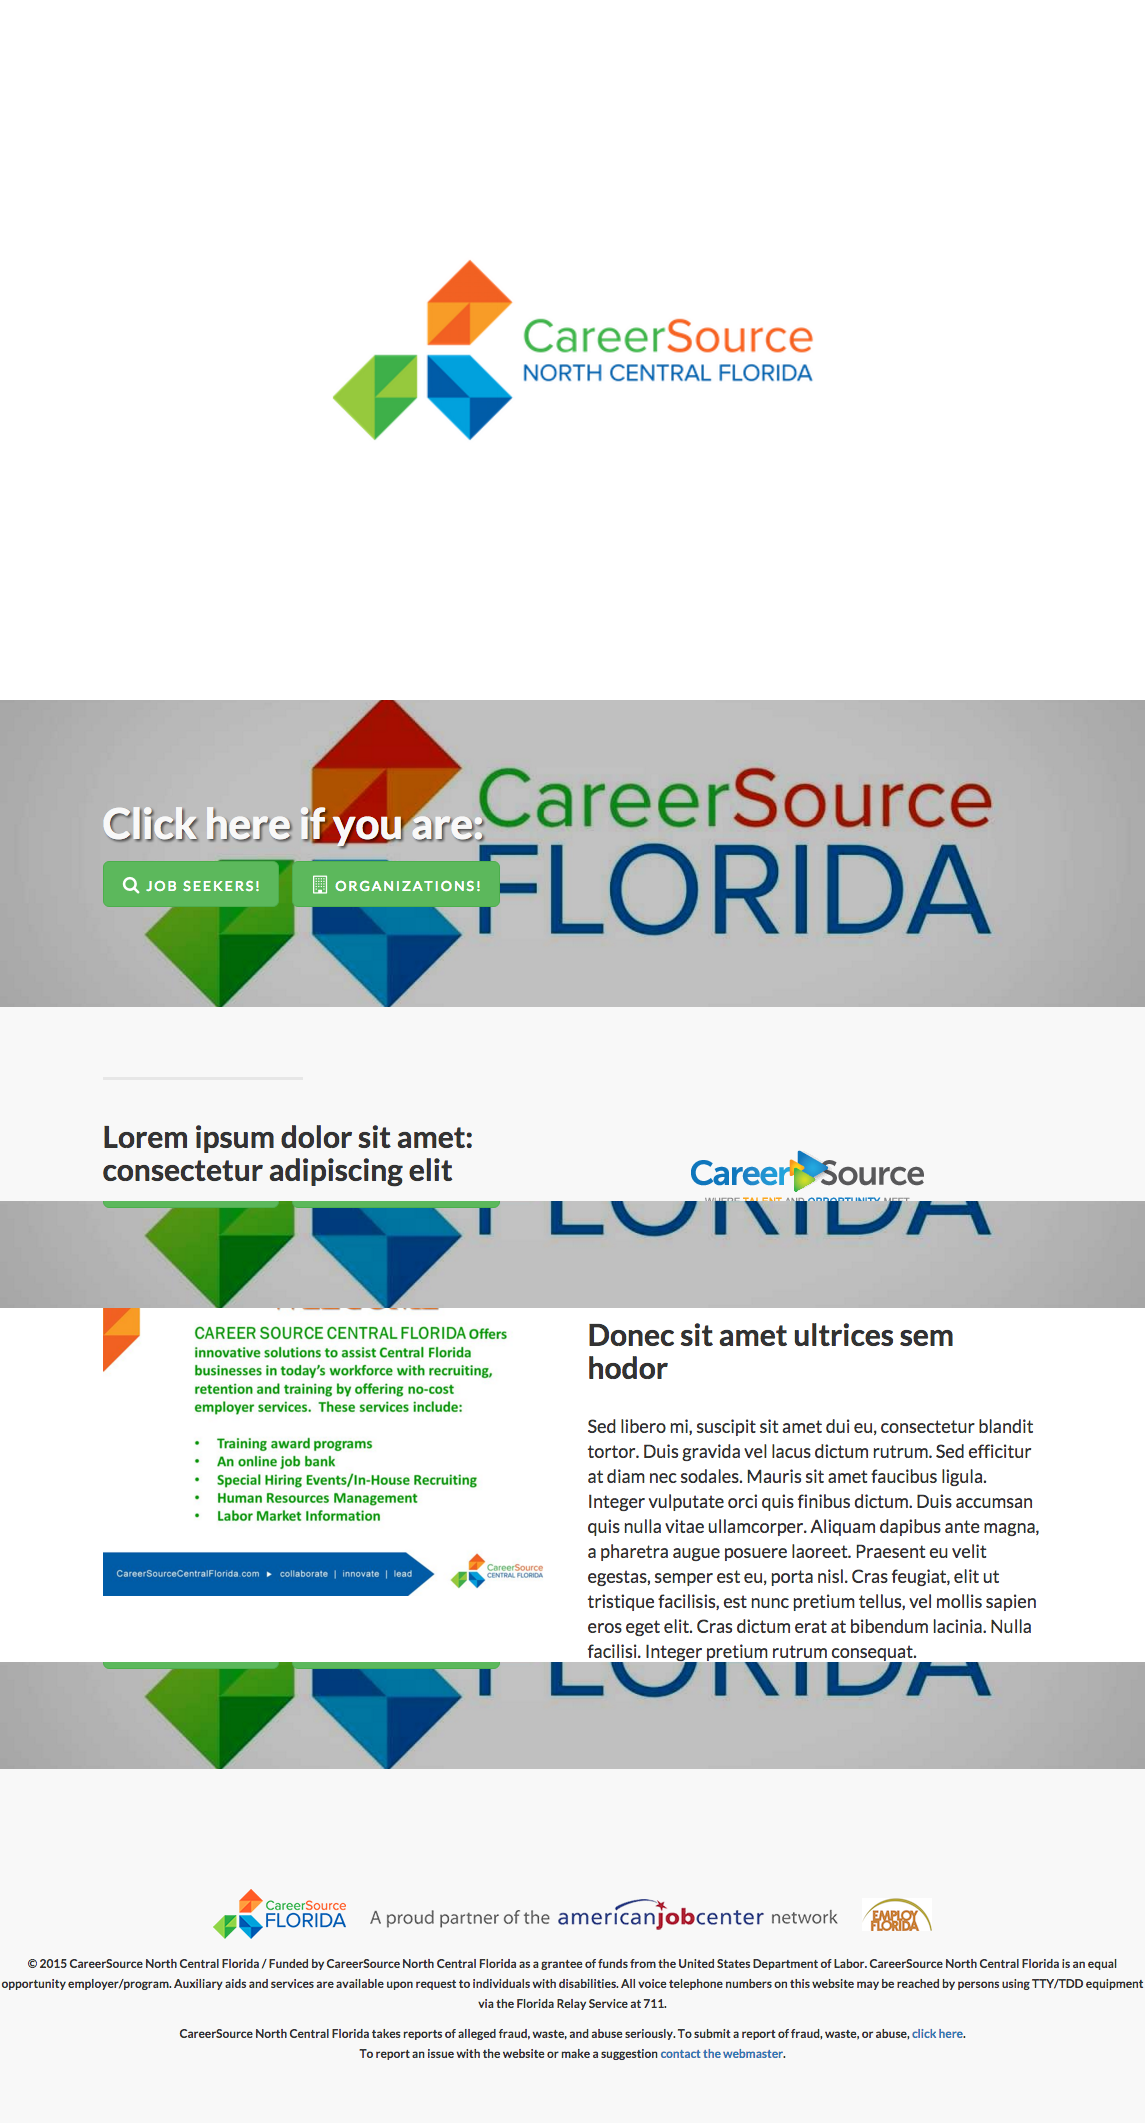 CareerSource
NORTH CENTRAL FLORIDA
CareerSource
FLORIDA
Click here if you are:
JOB SEEKERS!
ORGANIZATIONS!
Lorem ipsum dolor sit amet:
consectetur adipiscing elit
CareerSource
WHERE TALENT AND OPPORTUNITY MEET
FLORIDA
CAREER SOURCE CENTRAL FLORIDA Offers
innovative solutions to assist Central Florida
businesses in today's workforce with recruiting,
retention and training by offering no-cost
employer services. These services include:
• Training award programs
• An online job bank
• Special Hiring Events/In-House Recruiting
• Human Resources Management
• Labor Market Information
CareerSourceCentralFlorida.com ▸ collaborate | innovate | lead
CareerSource
CENTRAL FLORIDA
Donec sit amet ultrices sem
hodor
Sed libero mi, suscipit sit amet dui eu, consectetur blandit
tortor. Duis gravida vel lacus dictum rutrum. Sed efficitur
at diam nec sodales. Mauris sit amet faucibus ligula.
Integer vulputate orci quis finibus dictum. Duis accumsan
quis nulla vitae ullamcorper. Aliquam dapibus ante magna,
a pharetra augue posuere laoreet. Praesent eu velit
egestas, semper est eu, porta nisl. Cras feugiat, elit ut
tristique facilisis, est nunc pretium tellus, vel mollis sapien
eros eget elit. Cras dictum erat at bibendum lacinia. Nulla
facilisi. Integer pretium rutrum consequat.
FLORIDA
CareerSource
FLORIDA
A proud partner of the americanjobcenter network
EMPLOY
FLORIDA
© 2015 CareerSource North Central Florida / Funded by CareerSource North Central Florida as a grantee of funds from the United States Department of Labor. CareerSource North Central Florida is an equal
opportunity employer/program. Auxiliary aids and services are available upon request to individuals with disabilities. All voice telephone numbers on this website may be reached by persons using TTY/TDD equipment
via the Florida Relay Service at 711.
CareerSource North Central Florida takes reports of alleged fraud, waste, and abuse seriously. To submit a report of fraud, waste, or abuse, click here.
To report an issue with the website or make a suggestion contact the webmaster.